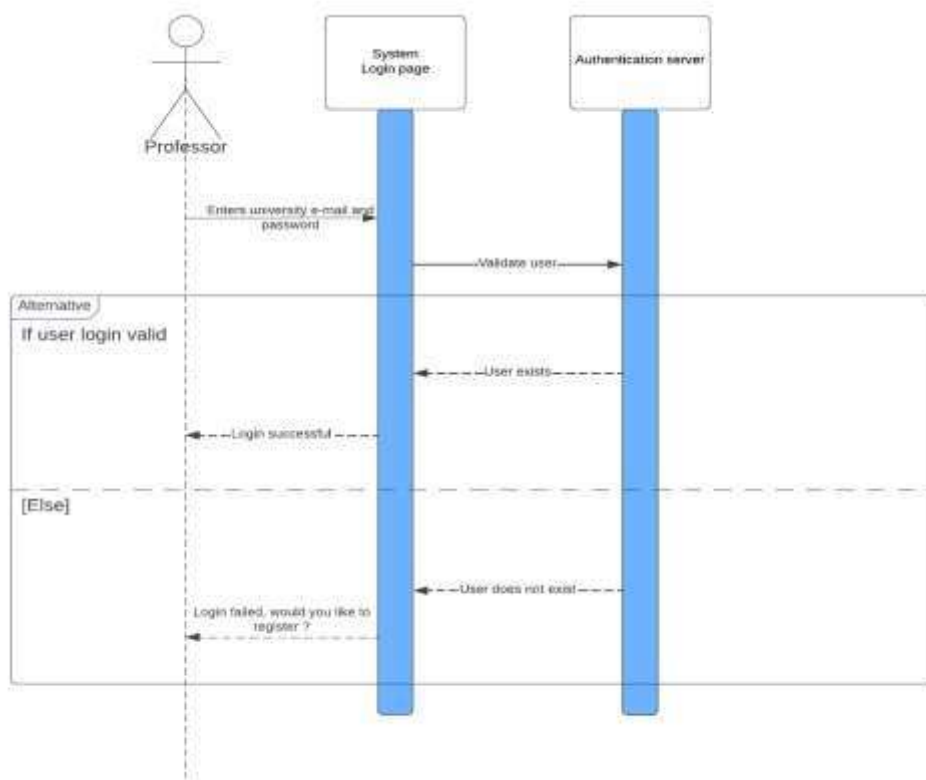 System
Login page
Authentication server
Professor
Enters university e-mail and
password
Validate user
Alternative
If user login valid
User exists
Login successful
[Else]
User does not exist
Login failed, would you like to
register ?